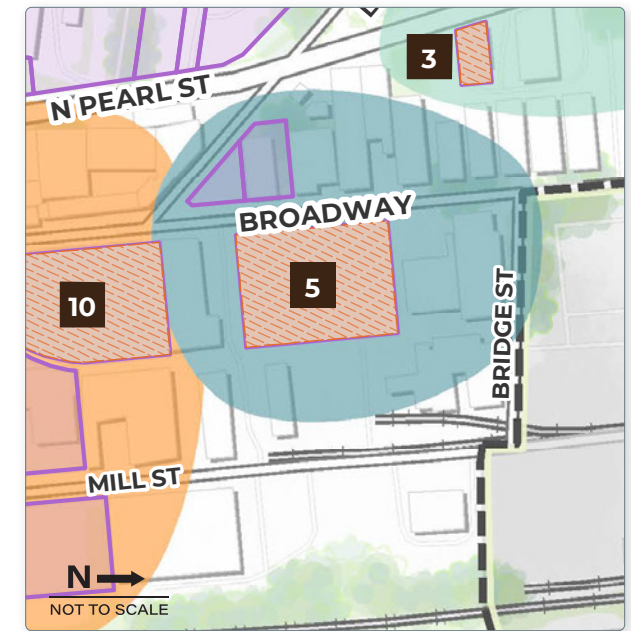 3
N PEARL ST
BROADWAY
5
10
BRIDGE ST
MILL ST
N
NOT TO SCALE